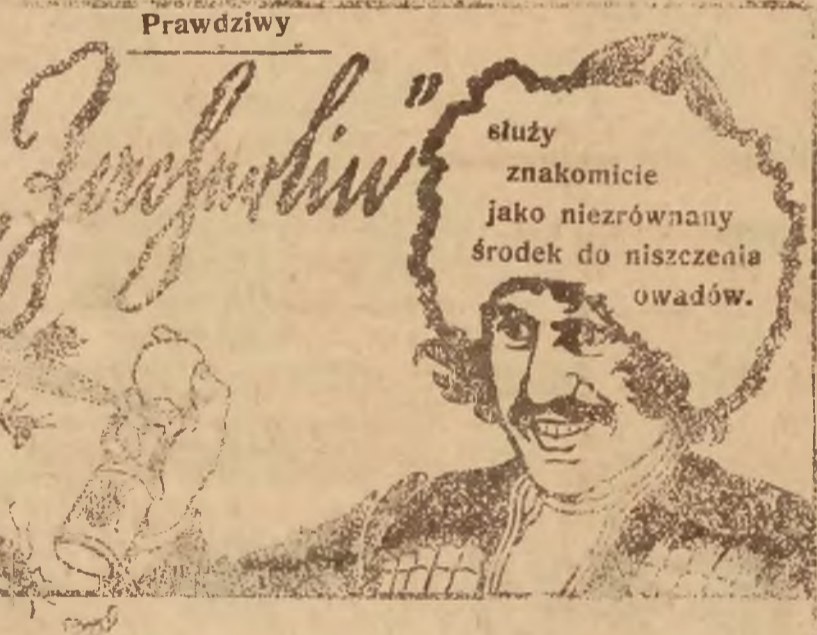 Prawdziwy
„Zacherlin”
służy
znakomicie
jako niezrównany
środek do niszczenia
owadów.